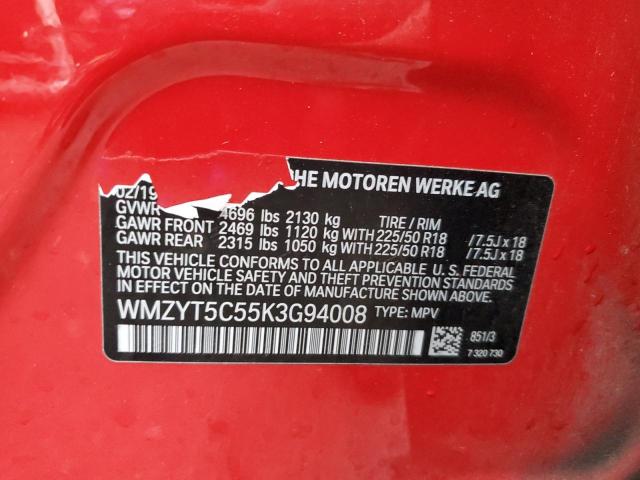 HE MOTOREN WERKE AG
02/19
GVWR 4696 lbs 2130 kg TIRE / RIM
GAWR FRONT 2469 lbs 1120 kg WITH 225/50 R18 /7.5J x 18
GAWR REAR 2315 lbs 1050 kg WITH 225/50 R18 /7.5J x 18
THIS VEHICLE CONFORMS TO ALL APPLICABLE U. S. FEDERAL
MOTOR VEHICLE SAFETY AND THEFT PREVENTION STANDARDS
IN EFFECT ON THE DATE OF MANUFACTURE SHOWN ABOVE.
WMZYT5C55K3G94008 TYPE: MPV
851/3
7 320 730